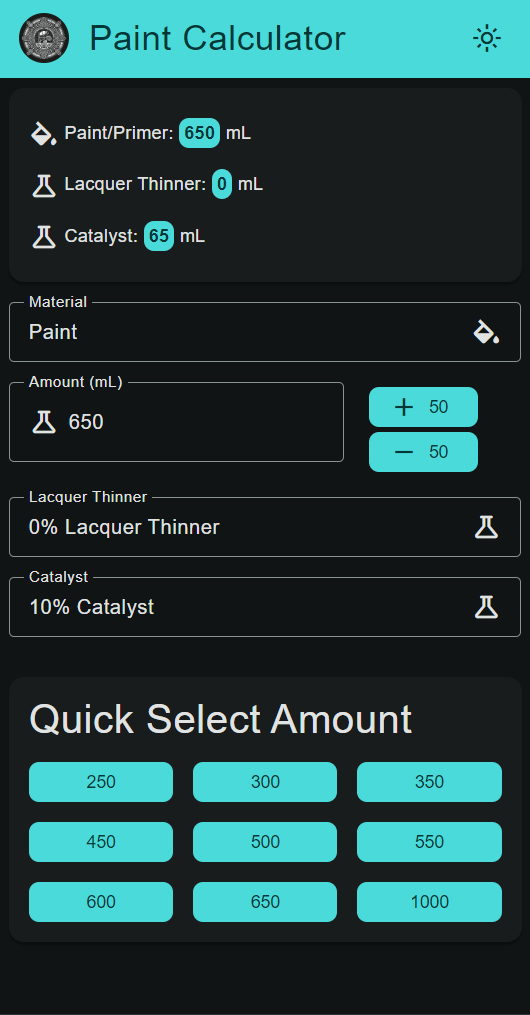 Paint Calculator
Paint/Primer: 650 mL
Lacquer Thinner: 0 mL
Catalyst: 65 mL
Material
Paint
Amount (mL)
650
+ 50
− 50
Lacquer Thinner
0% Lacquer Thinner
Catalyst
10% Catalyst
Quick Select Amount
250 300 350
450 500 550
600 650 1000